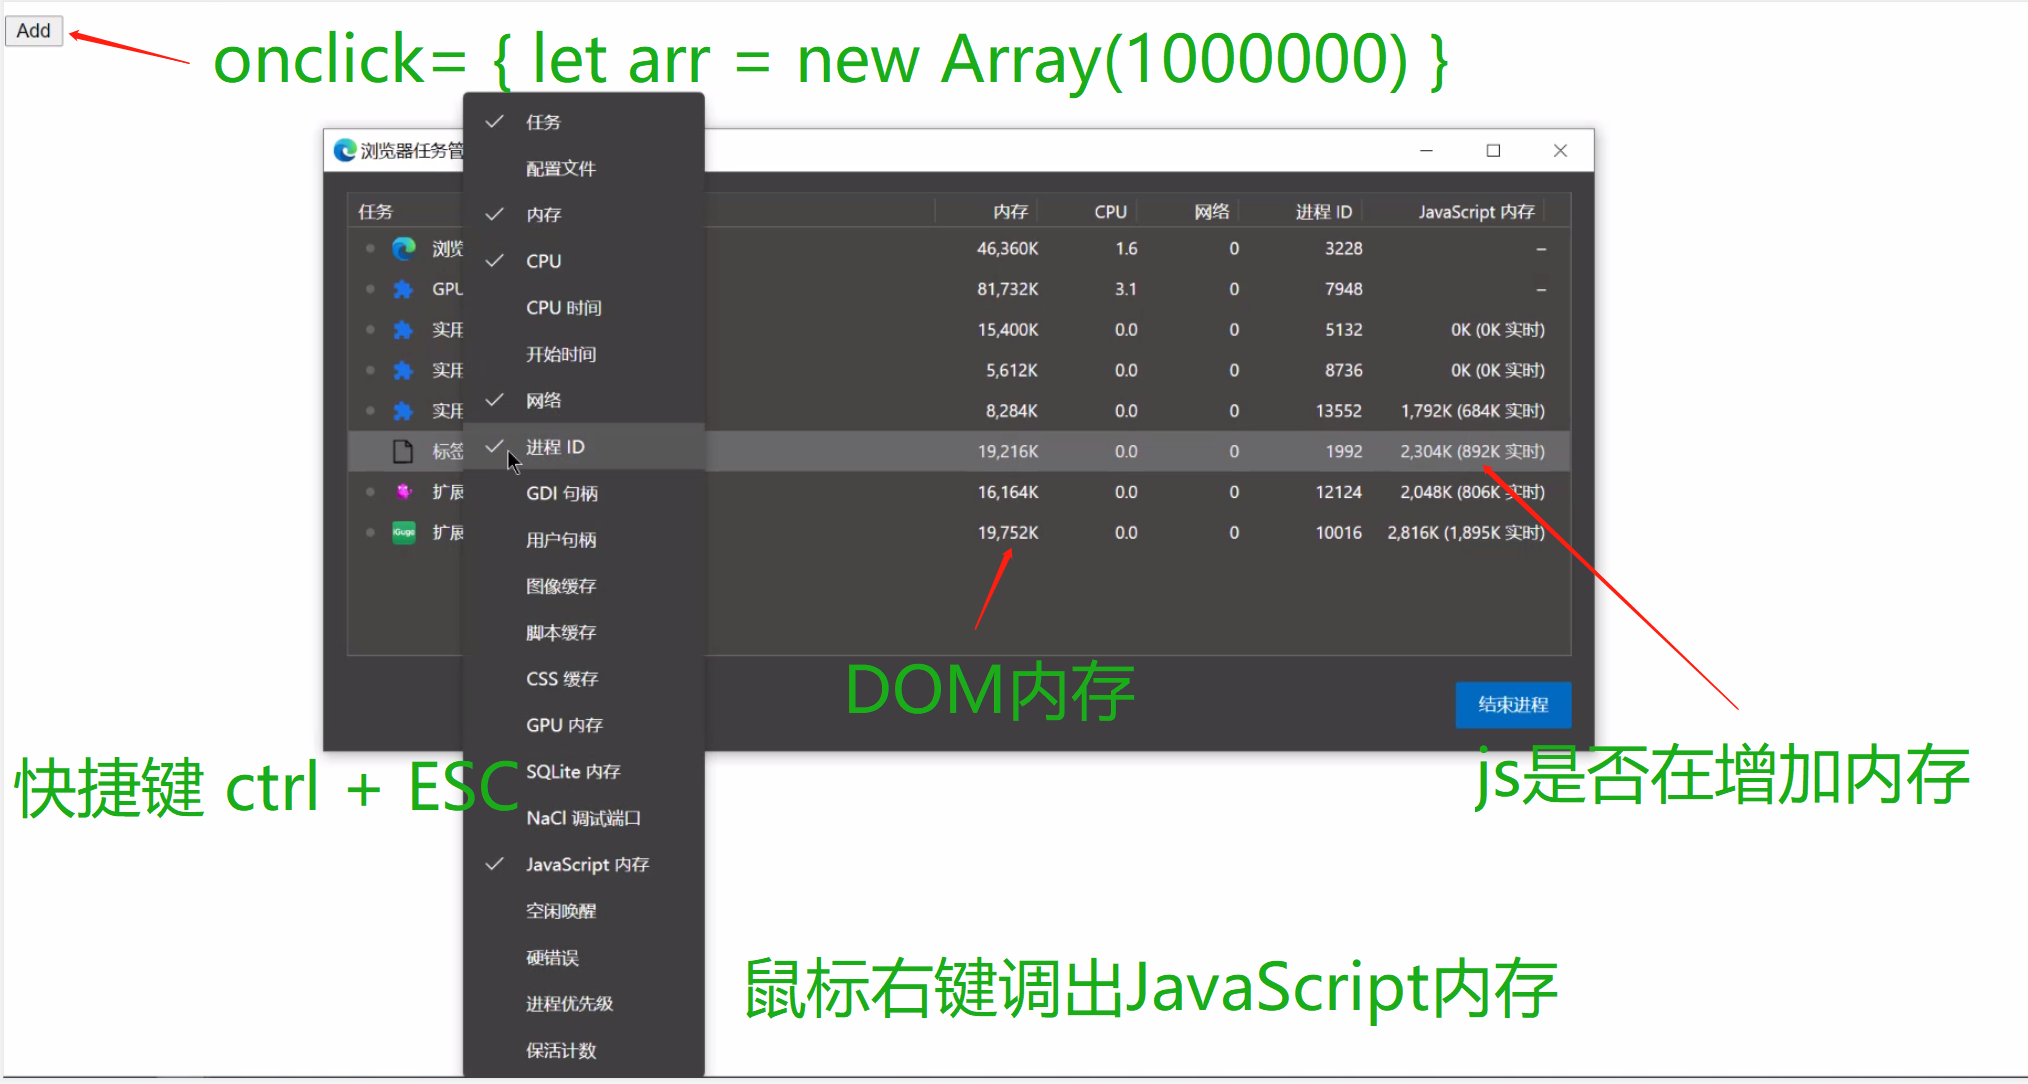 Add
onclick= { let arr = new Array(1000000) }
浏览器任务管
任务 内存 CPU 网络 进程 ID JavaScript 内存
浏览 46,360K 1.6 0 3228 –
GPU 81,732K 3.1 0 7948 –
实用 15,400K 0.0 0 5132 0K (0K 实时)
实用 5,612K 0.0 0 8736 0K (0K 实时)
实用 8,284K 0.0 0 13552 1,792K (684K 实时)
标签 19,216K 0.0 0 1992 2,304K (892K 实时)
扩展 16,164K 0.0 0 12124 2,048K (806K 实时)
iGuge 扩展 19,752K 0.0 0 10016 2,816K (1,895K 实时)
任务
配置文件
内存
CPU
CPU 时间
开始时间
网络
进程 ID
GDI 句柄
用户句柄
图像缓存
脚本缓存
CSS 缓存
GPU 内存
SQLite 内存
NaCl 调试端口
JavaScript 内存
空闲唤醒
硬错误
进程优先级
保活计数
DOM内存
结束进程
快捷键 ctrl + ESC
js是否在增加内存
鼠标右键调出JavaScript内存